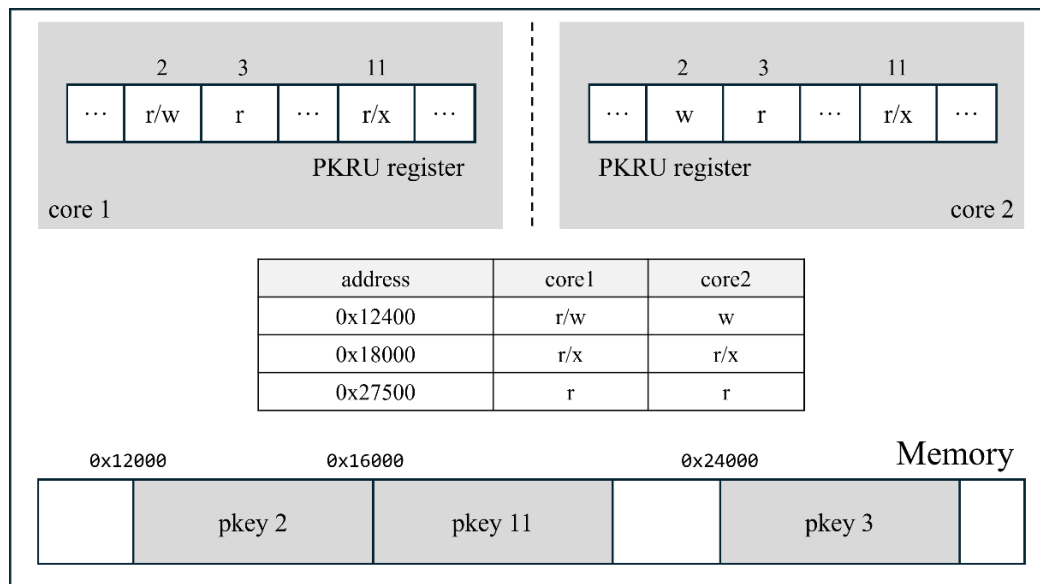 2 3 11
⋯ r/w r ⋯ r/x ⋯
PKRU register
core 1
2 3 11
⋯ w r ⋯ r/x ⋯
PKRU register
core 2
address core1 core2
0x12400 r/w w
0x18000 r/x r/x
0x27500 r r
Memory
0x12000 0x16000 0x24000
pkey 2 pkey 11 pkey 3